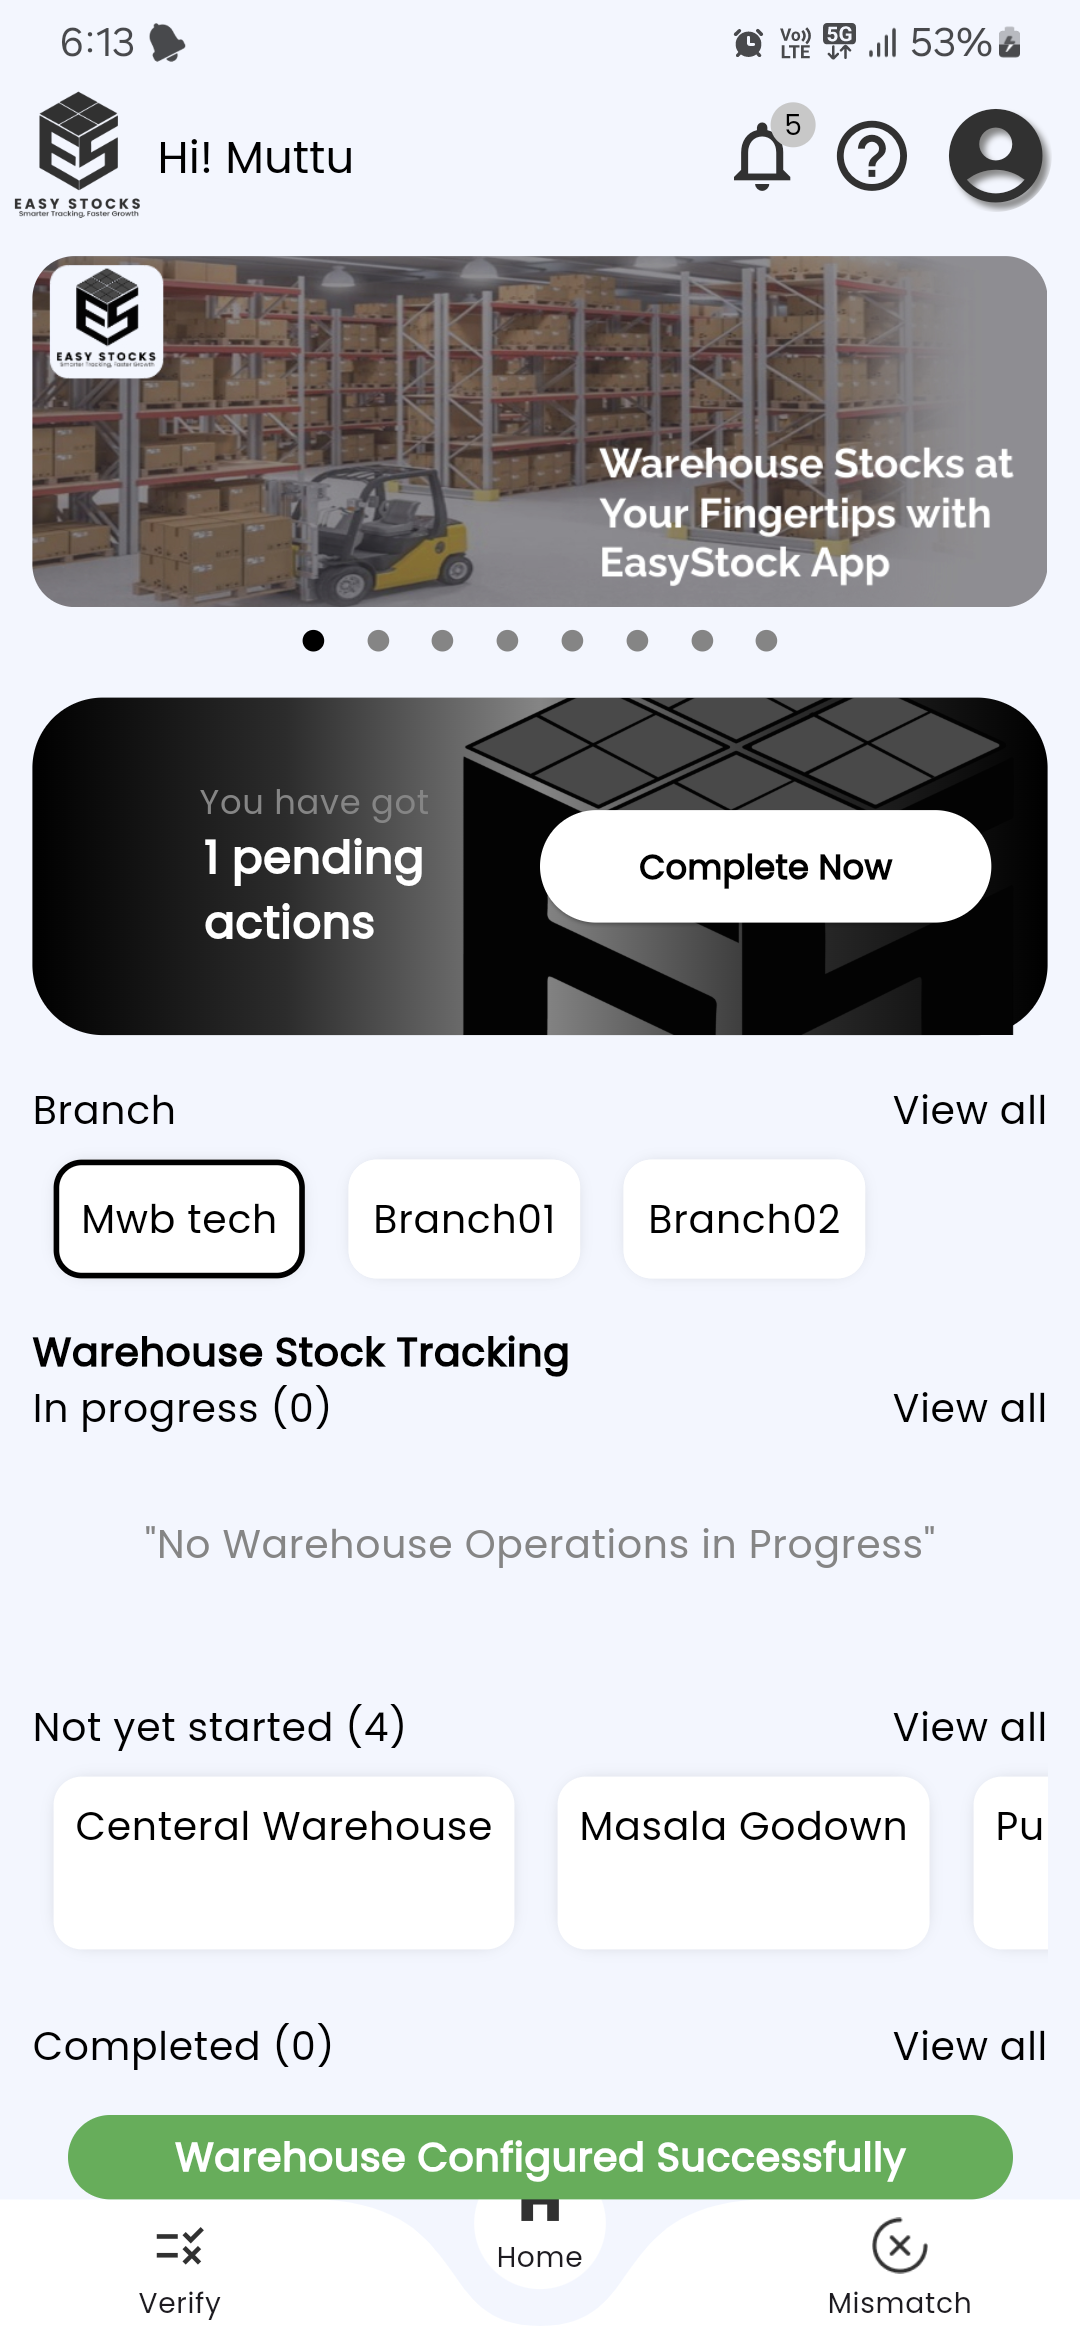 6:13
Vo))
LTE
5G
53%
5
Hi! Muttu
EASY STOCKS
Smarter Tracking, Faster Growth
EASY STOCKS
Smarter Tracking, Faster Growth
Warehouse Stocks at
Your Fingertips with
EasyStock App
You have got
1 pending
actions
Complete Now
Branch
View all
Mwb tech
Branch01
Branch02
Warehouse Stock Tracking
In progress (0)
View all
"No Warehouse Operations in Progress"
Not yet started (4)
View all
Centeral Warehouse
Masala Godown
Pu
Completed (0)
View all
Warehouse Configured Successfully
Verify
Home
Mismatch